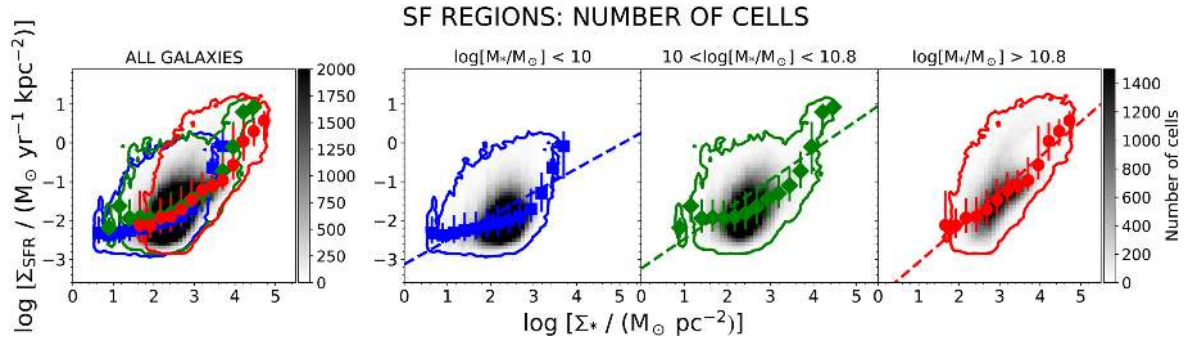 SF REGIONS: NUMBER OF CELLS
ALL GALAXIES
log[M*/M⊙] < 10
10 <log[M*/M⊙] < 10.8
log[M*/M⊙] > 10.8
log [Σ_SFR / (M⊙ yr⁻¹ kpc⁻²)]
1
0
−1
−2
−3
0 1 2 3 4 5
2000
1750
1500
1250
1000
750
500
250
0
1
0
−1
−2
−3
0 1 2 3 4 5
0 1 2 3 4 5
0 1 2 3 4 5
1400
1200
1000
800
600
400
200
0
Number of cells
log [Σ* / (M⊙ pc⁻²)]